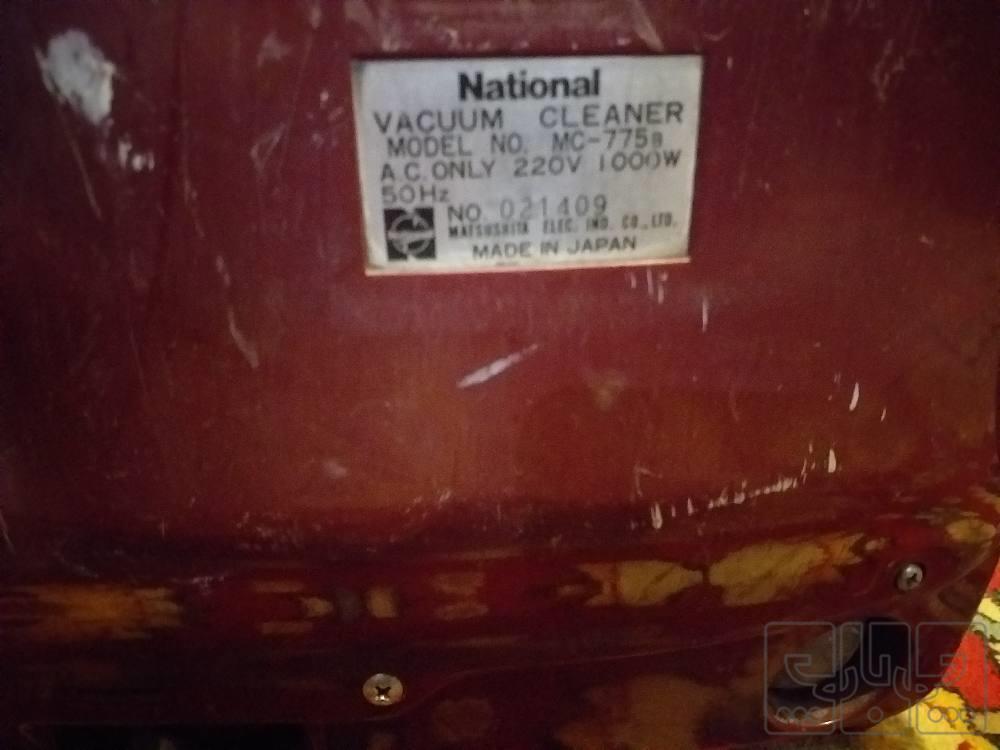 National
VACUUM CLEANER
MODEL NO. MC-775B
A.C. ONLY 220V 1000W
50Hz
NO. 021409
MATSUSHITA ELEC. IND. CO., LTD.
MADE IN JAPAN